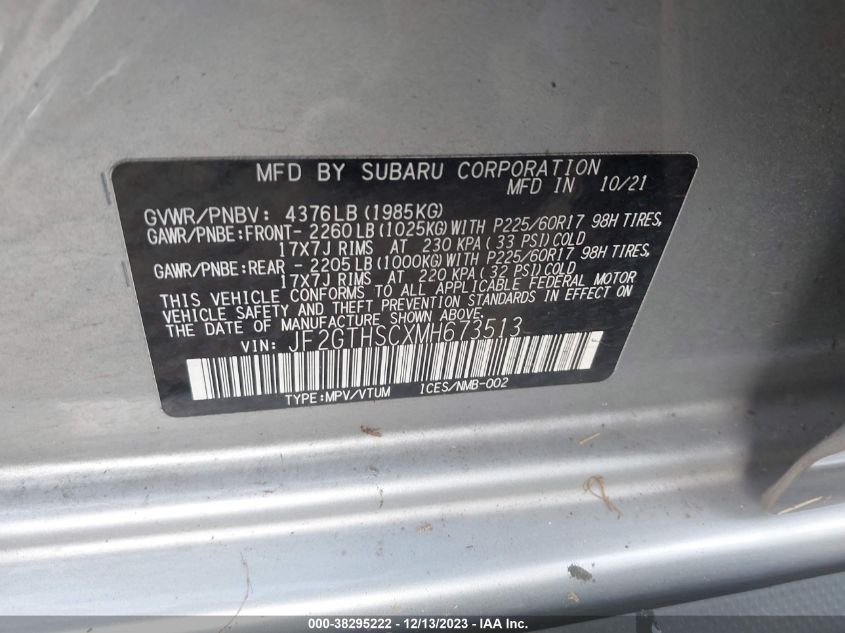 MFD BY SUBARU CORPORATION
MFD IN 10/21
GVWR/PNBV: 4376LB(1985KG)
GAWR/PNBE:FRONT- 2260LB(1025KG)WITH P225/60R17 98H TIRES,
17X7J RIMS AT 230 KPA(33 PSI)COLD
GAWR/PNBE:REAR - 2205LB(1000KG)WITH P225/60R17 98H TIRES,
17X7J RIMS AT 220 KPA(32 PSI)COLD
THIS VEHICLE CONFORMS TO ALL APPLICABLE FEDERAL MOTOR
VEHICLE SAFETY AND THEFT PREVENTION STANDARDS IN EFFECT ON
THE DATE OF MANUFACTURE SHOWN ABOVE.
VIN: JF2GTHSCXMH673513
TYPE:MPV/VTUM ICES/NMB-002
000-38295222 - 12/13/2023 - IAA Inc.